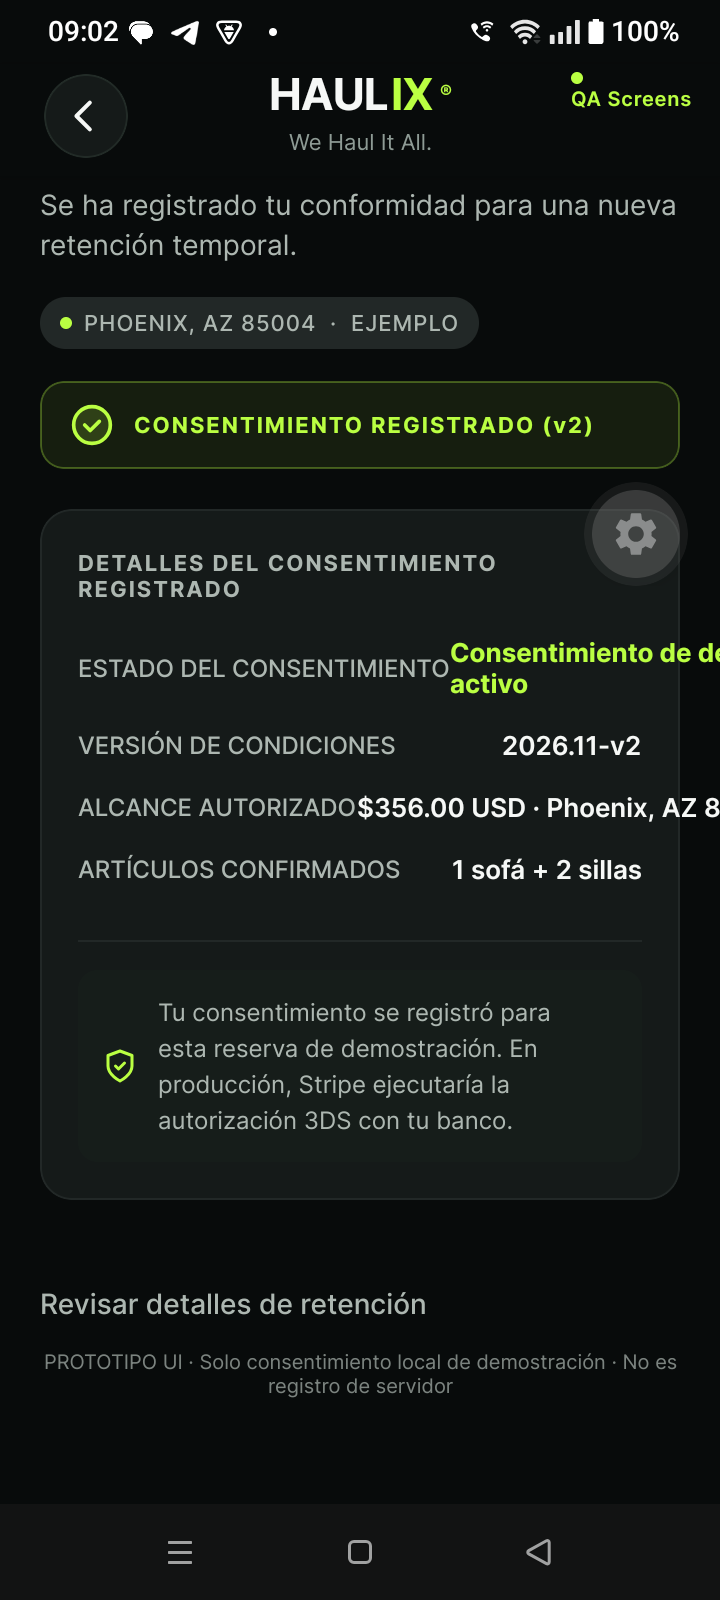 09:02
100%
HAULIX ®
QA Screens
We Haul It All.
Se ha registrado tu conformidad para una nueva
retención temporal.
PHOENIX, AZ 85004 · EJEMPLO
CONSENTIMIENTO REGISTRADO (v2)
DETALLES DEL CONSENTIMIENTO
REGISTRADO
ESTADO DEL CONSENTIMIENTO Consentimiento de
activo
VERSIÓN DE CONDICIONES 2026.11-v2
ALCANCE AUTORIZADO $356.00 USD · Phoenix, AZ 8
ARTÍCULOS CONFIRMADOS 1 sofá + 2 sillas
Tu consentimiento se registró para
esta reserva de demostración. En
producción, Stripe ejecutaría la
autorización 3DS con tu banco.
Revisar detalles de retención
PROTOTIPO UI · Solo consentimiento local de demostración · No es
registro de servidor